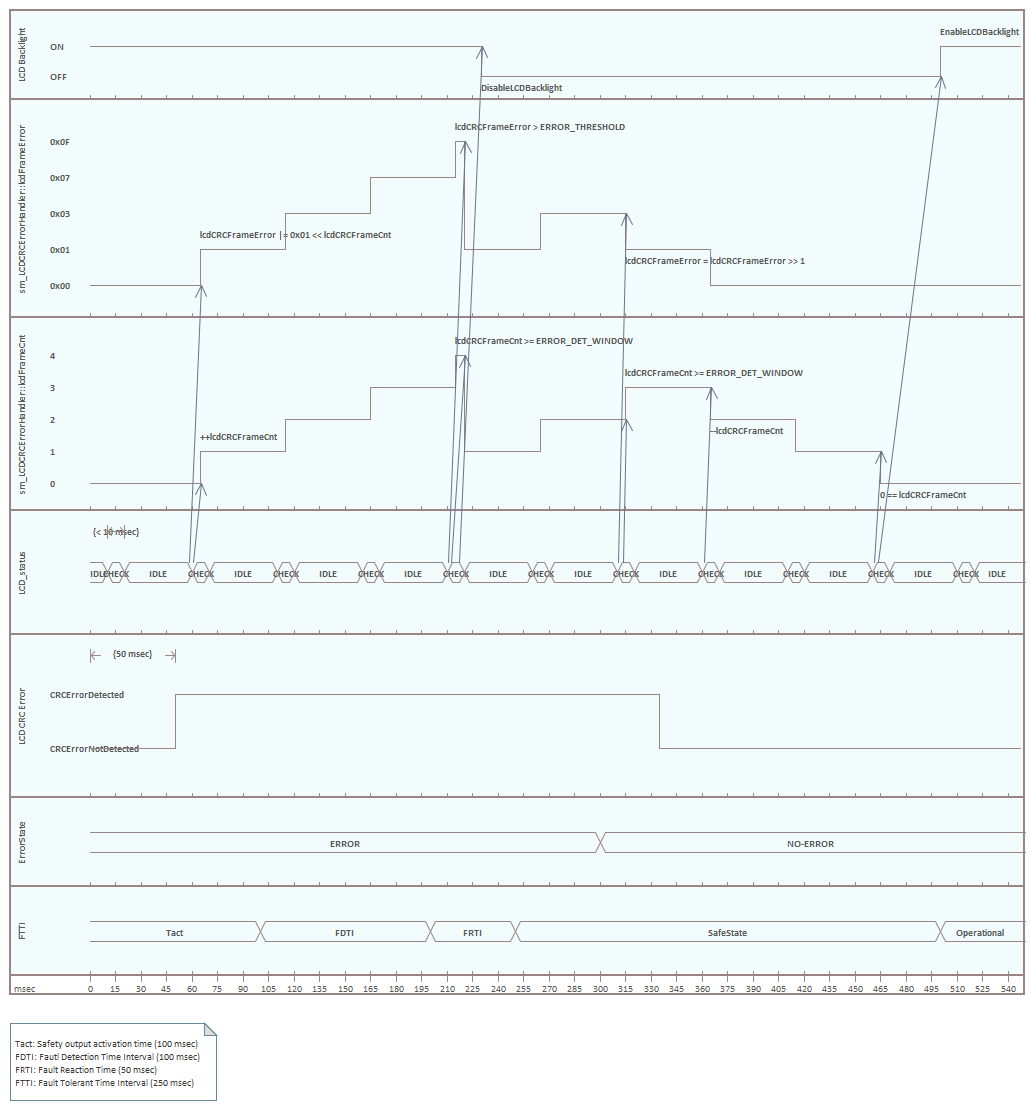 LCD Backlight
ON
OFF
EnableLCDBacklight
DisableLCDBacklight
sm_LCDCRCErrorHandler::lcdFrameError
lcdCRCFrameError > ERROR_THRESHOLD
0x0F
0x07
0x03
lcdCRCFrameError |= 0x01 << lcdCRCFrameCnt
0x01
lcdCRCFrameError = lcdCRCFrameError >> 1
0x00
sm_LCDCRCErrorHandler::lcdFrameCnt
lcdCRCFrameCnt >= ERROR_DET_WINDOW
4
lcdCRCFrameCnt >= ERROR_DET_WINDOW
3
2
--lcdCRCFrameCnt
++lcdCRCFrameCnt
1
0
0 == lcdCRCFrameCnt
LCD_status
{< 10 msec}
IDLE CHECK IDLE CHECK IDLE CHECK IDLE CHECK IDLE CHECK IDLE CHECK IDLE CHECK IDLE CHECK IDLE CHECK IDLE CHECK IDLE CHECK IDLE
LCD CRC Error
{50 msec}
CRCErrorDetected
CRCErrorNotDetected
ErrorState
ERROR NO-ERROR
FTTI
Tact FDTI FRTI SafeState Operational
msec 0 15 30 45 60 75 90 105 120 135 150 165 180 195 210 225 240 255 270 285 300 315 330 345 360 375 390 405 420 435 450 465 480 495 510 525 540
Tact: Safety output activation time (100 msec)
FDTI: Fautl Detection Time Interval (100 msec)
FRTI: Fault Reaction Time (50 msec)
FTTI: Fault Tolerant Time Interval (250 msec)